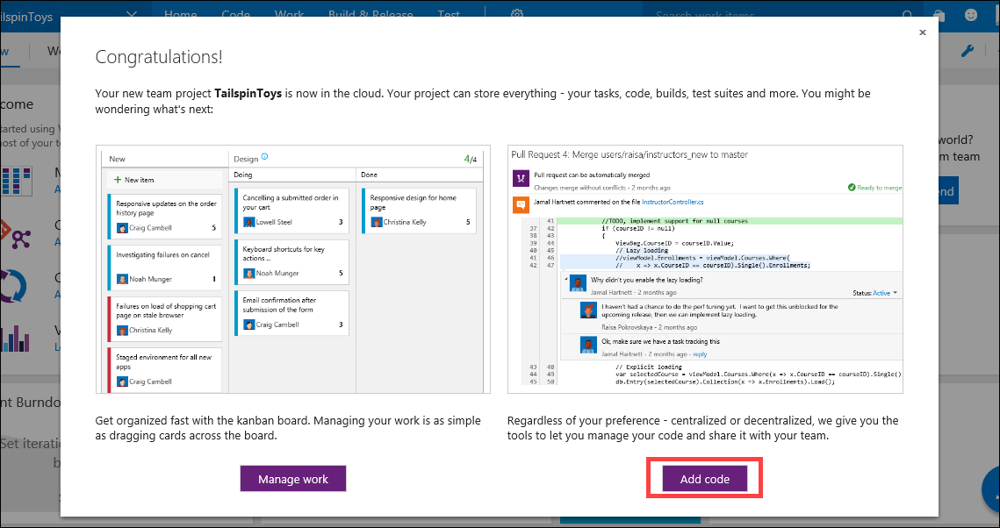 ilspinToys
Home Code Work Build & Release Test Search work items
Congratulations!
Your new team project TailspinToys is now in the cloud. Your project can store everything - your tasks, code, builds, test suites and more. You might be
wondering what's next:
New
+ New item
Responsive updates on the order
history page
Craig Cambell 5
Investigating failures on cancel
Noah Munger 1
Failures on load of shopping cart
page on stale browser
Christina Kelly
Staged environment for all new
apps
Craig Cambell
Design 4/4
Doing
Cancelling a submitted order in
your cart
Lowell Steel 3
Keyboard shortcuts for key
actions ...
Noah Munger 5
Email confirmation after
submission of the form
Craig Cambell 3
Done
Responsive design for home
page
Christina Kelly 5
Get organized fast with the kanban board. Managing your work is as simple
as dragging cards across the board.
Manage work
Pull Request 4: Merge users/raisa/instructors_new to master
Pull request can be automatically merged
Changes merge without conflicts - 2 months ago Ready to merge
Jamal Hartnett commented on the file InstructorController.cs
41 //TODO, implement support for null courses
37 42 if (courseID != null)
38 43 {
39 44 ViewBag.CourseID = courseID.Value;
40 45 // Lazy loading
41 46 //viewModel.Enrollments = viewModel.Courses.Where(
42 47 // x => x.CourseID == courseID).Single().Enrollments;
Why didn't you enable the lazy loading?
Jamal Hartnett - 2 months ago Status: Active
I haven't had a chance to do the perf tuning yet. I want to get this unblocked for the
upcoming release, then we can implement lazy loading.
Raisa Pokrovskaya - 2 months ago
Ok, make sure we have a task tracking this
Jamal Hartnett - 2 months ago - reply
43 48 // Explicit loading
44 49 var selectedCourse = viewModel.Courses.Where(x => x.CourseID == courseID).Single()
45 50 db.Entry(selectedCourse).Collection(x => x.Enrollments).Load();
Regardless of your preference - centralized or decentralized, we give you the
tools to let you manage your code and share it with your team.
Add code
come
tarted using
ost of your t
nt Burndo
Set iterati
world?
m team
end